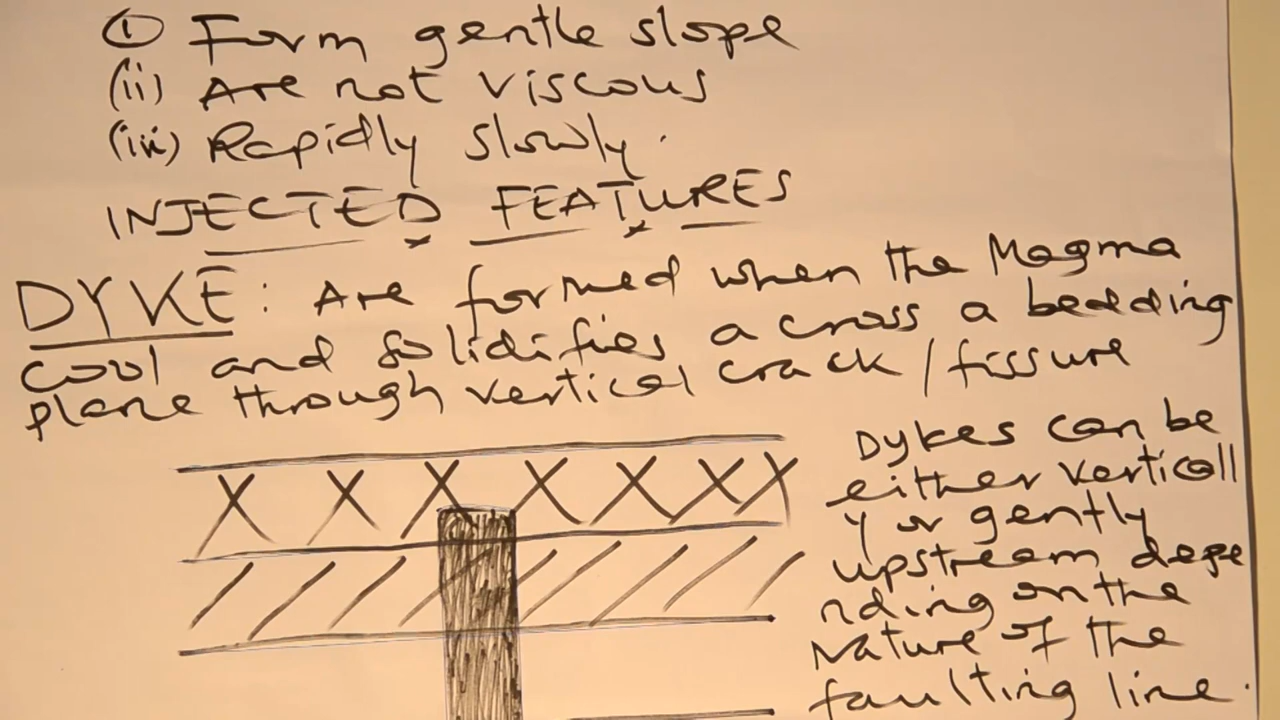 (i) Form gentle slope
(ii) Are not viscous
(iii) Rapidly slowly.
INJECTED FEATURES
DYKE: Are formed when the Magma
cool and solidifies across a bedding
plane through vertical crack/fissure
Dykes can be
either verticall
y or gently
upstream depe
nding on the
Nature of the
faulting line.